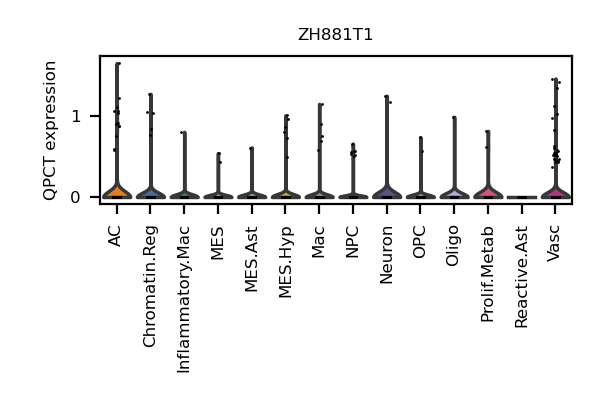 ZH881T1
QPCT expression
1
0
AC
Chromatin.Reg
Inflammatory.Mac
MES
MES.Ast
MES.Hyp
Mac
NPC
Neuron
OPC
Oligo
Prolif.Metab
Reactive.Ast
Vasc